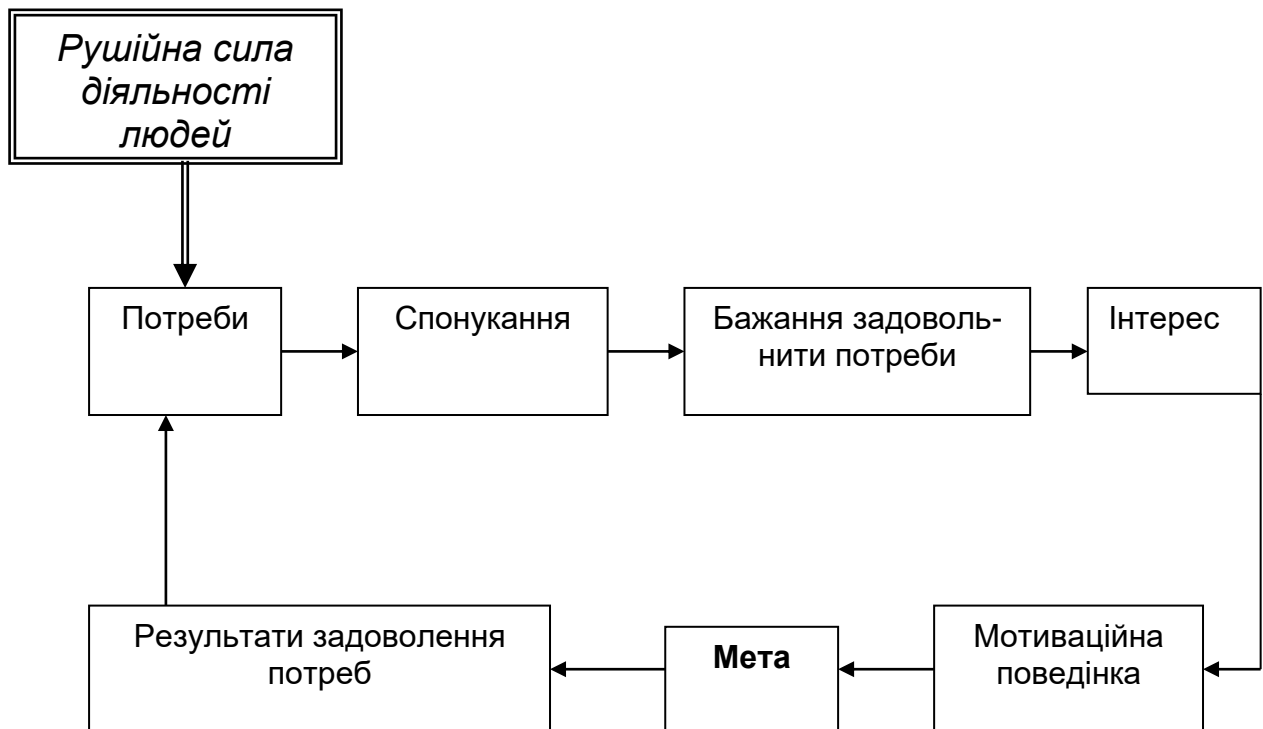 Рушійна сила
діяльності
людей
Потреби
Спонукання
Бажання задоволь-
нити потреби
Інтерес
Результати задоволення
потреб
Мета
Мотиваційна
поведінка